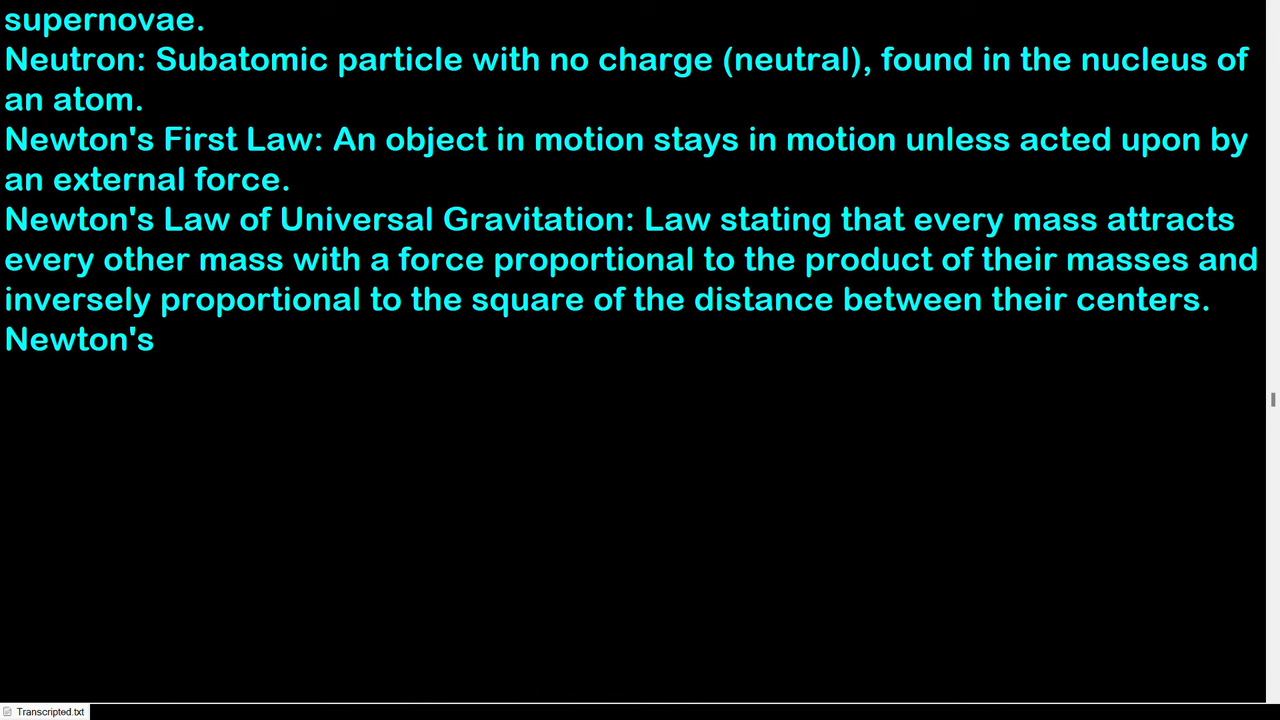 supernovae.
Neutron: Subatomic particle with no charge (neutral), found in the nucleus of
an atom.
Newton's First Law: An object in motion stays in motion unless acted upon by
an external force.
Newton's Law of Universal Gravitation: Law stating that every mass attracts
every other mass with a force proportional to the product of their masses and
inversely proportional to the square of the distance between their centers.
Newton's
Transcripted.txt